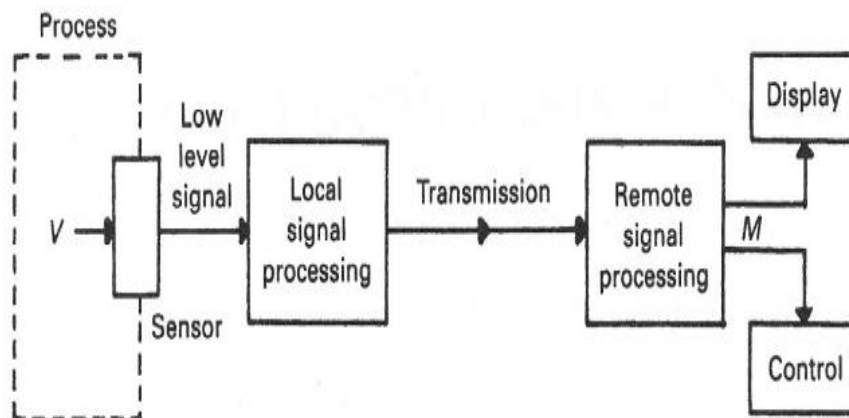 Process
Low
level
signal
V
Sensor
Local
signal
processing
Transmission
Remote
signal
processing
M
Display
Control